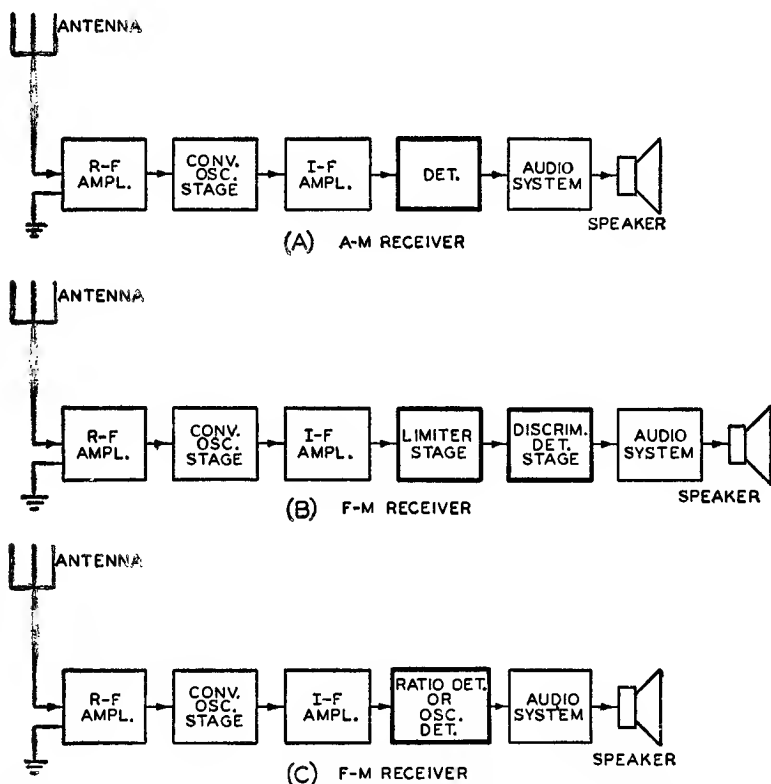 ANTENNA
R-F
AMPL.
CONV.
OSC.
STAGE
I-F
AMPL.
DET.
AUDIO
SYSTEM
SPEAKER
(A) A-M RECEIVER
ANTENNA
R-F
AMPL.
CONV.
OSC.
STAGE
I-F
AMPL.
LIMITER
STAGE
DISCRIM.
DET.
STAGE
AUDIO
SYSTEM
SPEAKER
(B) F-M RECEIVER
ANTENNA
R-F
AMPL.
CONV.
OSC.
STAGE
I-F
AMPL.
RATIO DET.
OR
OSC.
DET.
AUDIO
SYSTEM
SPEAKER
(C) F-M RECEIVER